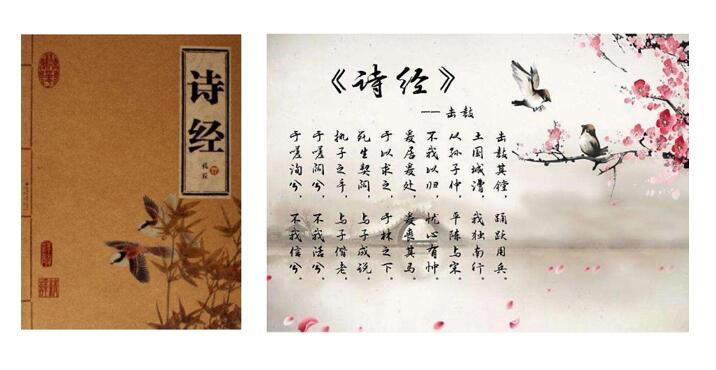 诗经
《诗经》
——击鼓
击鼓其镗，踊跃用兵。
土国城漕，我独南行。
从孙子仲，平陈与宋。
不我以归，忧心有忡。
爰居爰处，爰丧其马。
于以求之，于林之下。
死生契阔，与子成说。
执子之手，与子偕老。
于嗟阔兮，不我活兮。
于嗟洵兮，不我信兮。